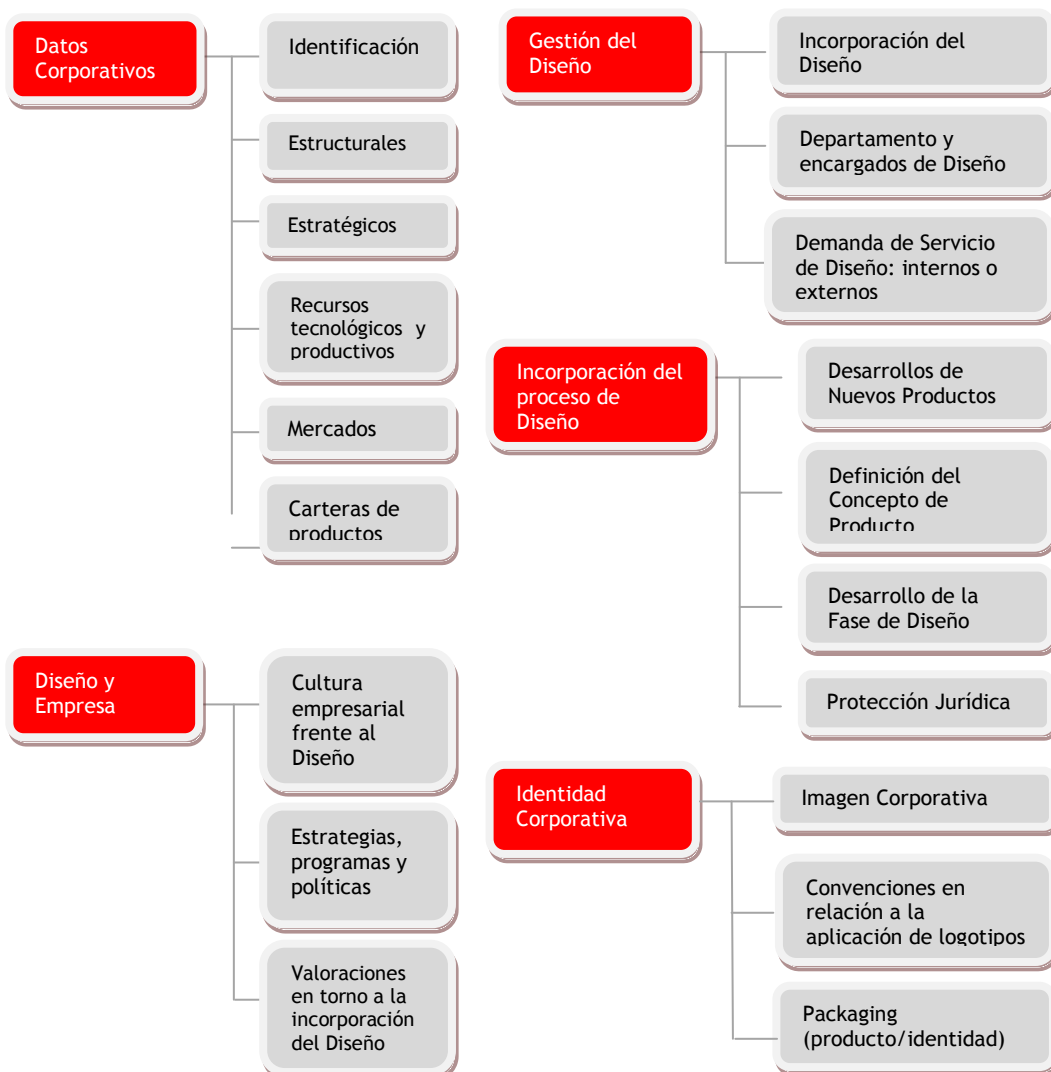 Datos
Corporativos
Identificación
Estructurales
Estratégicos
Recursos
tecnológicos y
productivos
Mercados
Carteras de
productos
Diseño y
Empresa
Cultura
empresarial
frente al
Diseño
Estrategias,
programas y
políticas
Valoraciones
en torno a la
incorporación
del Diseño
Gestión del
Diseño
Incorporación del
Diseño
Departamento y
encargados de Diseño
Demanda de Servicio
de Diseño: internos o
externos
Incorporación del
proceso de
Diseño
Desarrollos de
Nuevos Productos
Definición del
Concepto de
Producto
Desarrollo de la
Fase de Diseño
Protección Jurídica
Identidad
Corporativa
Imagen Corporativa
Convenciones en
relación a la
aplicación de logotipos
Packaging
(producto/identidad)